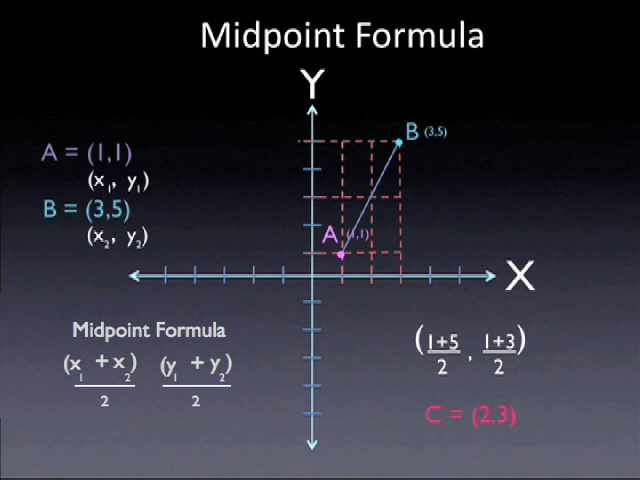 Midpoint Formula
Y
B (3,5)
A = (1,1)
(x₁, y₁)
B = (3,5)
(x₂, y₂)
A (1,1)
X
Midpoint Formula
(x₁ + x₂) (y₁ + y₂)
2 2
(1+5 , 1+3)
2 2
C = (2,3)